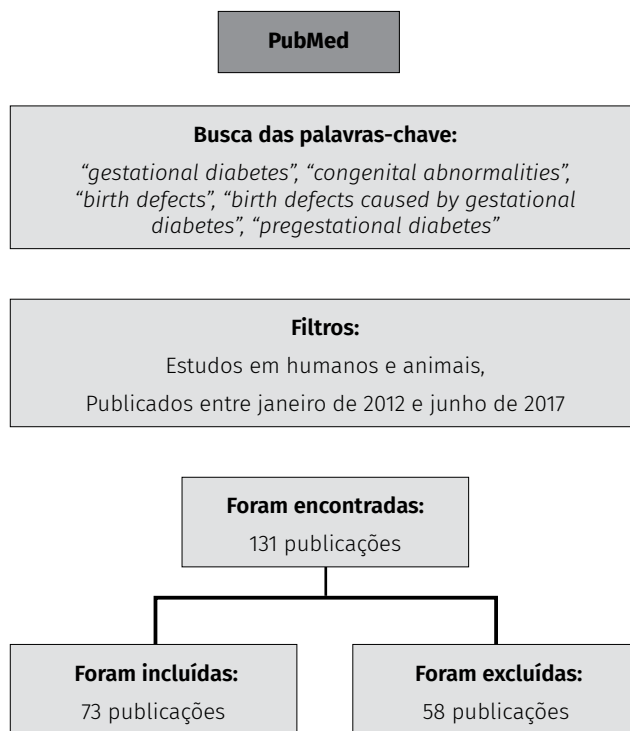 PubMed
Busca das palavras-chave:
“gestational diabetes”, “congenital abnormalities”,
“birth defects”, “birth defects caused by gestational
diabetes”, “pregestational diabetes”
Filtros:
Estudos em humanos e animais,
Publicados entre janeiro de 2012 e junho de 2017
Foram encontradas:
131 publicações
Foram incluídas:
73 publicações
Foram excluídas:
58 publicações